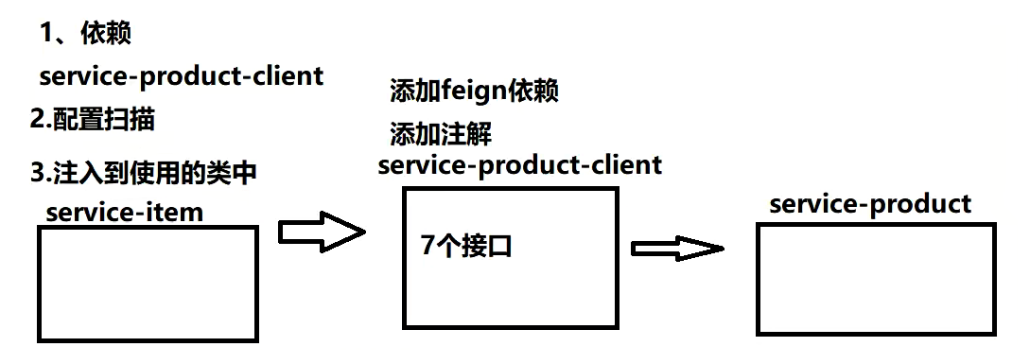 1、依赖
service-product-client
2.配置扫描
3.注入到使用的类中
service-item
添加feign依赖
添加注解
service-product-client
7个接口
service-product